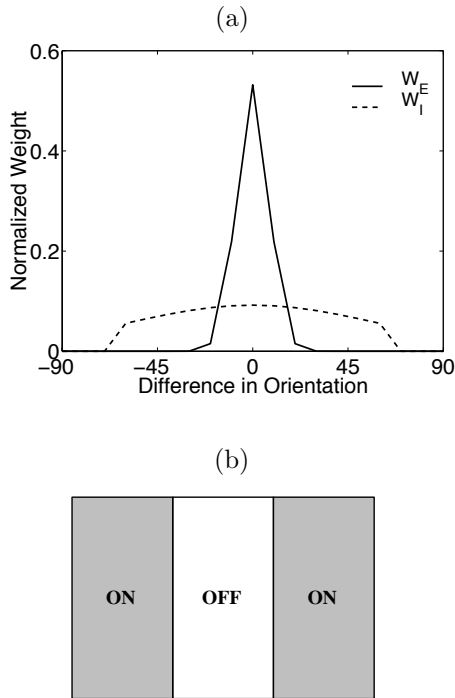 (a)
0.6
0.4
0.2
0
Normalized Weight
W_E
W_I
−90 −45 0 45 90
Difference in Orientation
(b)
ON OFF ON